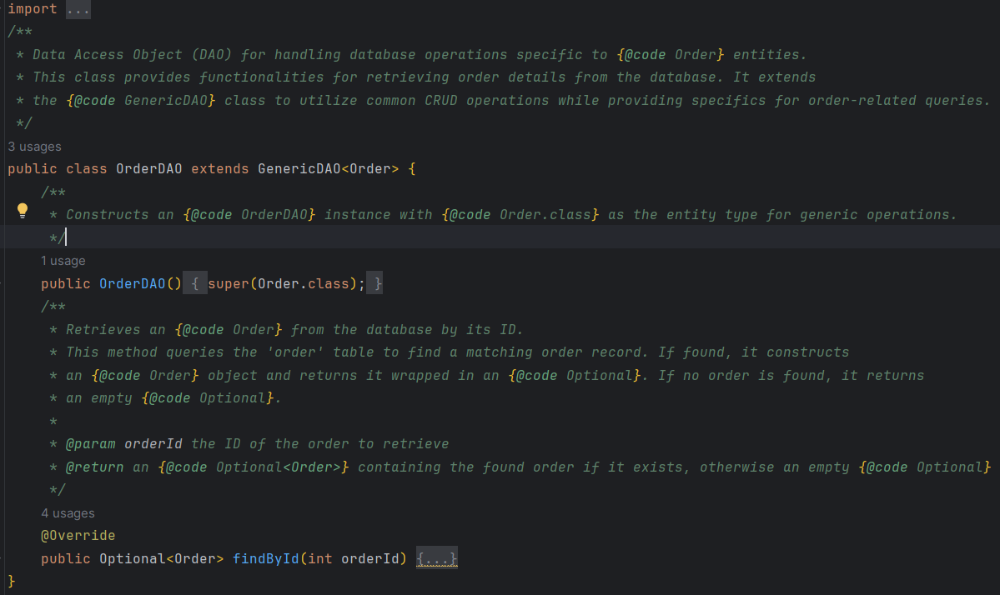 import ...
/**
 * Data Access Object (DAO) for handling database operations specific to {@code Order} entities.
 * This class provides functionalities for retrieving order details from the database. It extends
 * the {@code GenericDAO} class to utilize common CRUD operations while providing specifics for order-related queries.
 */
3 usages
public class OrderDAO extends GenericDAO<Order> {
    /**
     * Constructs an {@code OrderDAO} instance with {@code Order.class} as the entity type for generic operations.
     */
    1 usage
    public OrderDAO() { super(Order.class); }
    /**
     * Retrieves an {@code Order} from the database by its ID.
     * This method queries the 'order' table to find a matching order record. If found, it constructs
     * an {@code Order} object and returns it wrapped in an {@code Optional}. If no order is found, it returns
     * an empty {@code Optional}.
     *
     * @param orderId the ID of the order to retrieve
     * @return an {@code Optional<Order>} containing the found order if it exists, otherwise an empty {@code Optional}
     */
    4 usages
    @Override
    public Optional<Order> findById(int orderId) {...}
}